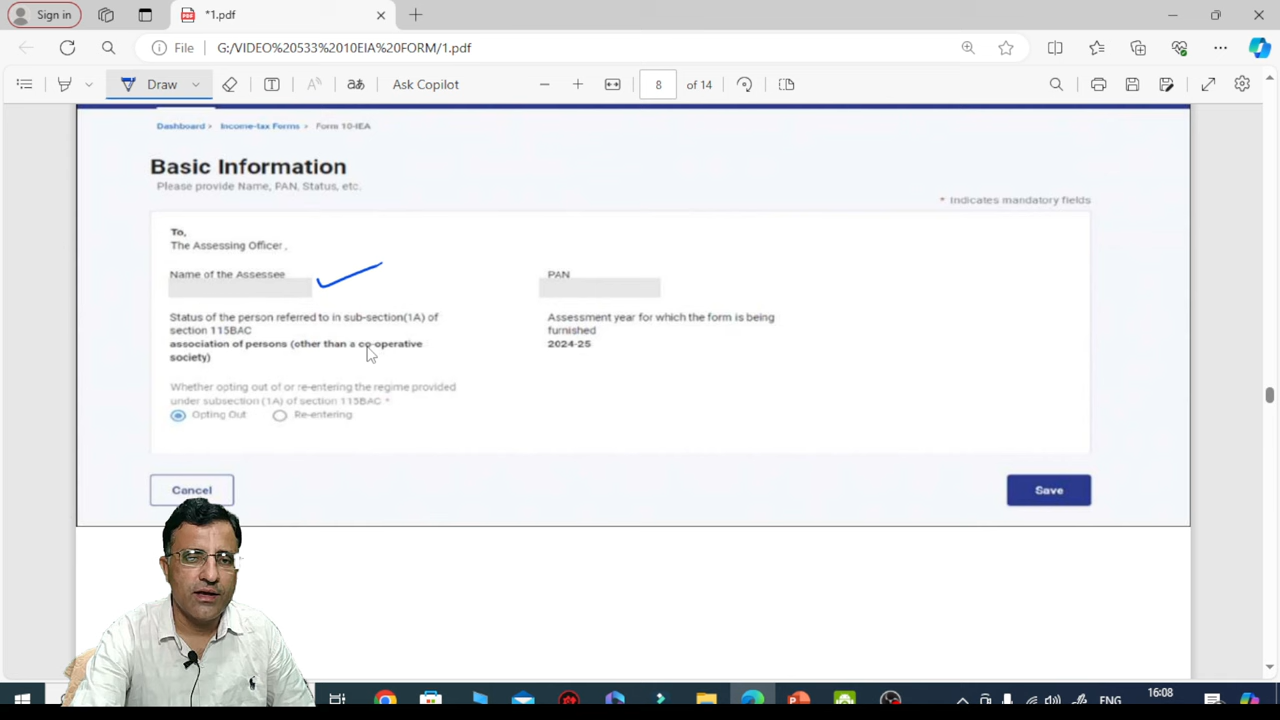 Sign in
*1.pdf
File
G:/VIDEO%20533%2010EIA%20FORM/1.pdf
Draw
Ask Copilot
8 of 14
Dashboard > Income-tax Forms > Form 10-IEA
Basic Information
Please provide Name, PAN, Status, etc.
* Indicates mandatory fields
To,
The Assessing Officer ,
Name of the Assessee
PAN
Status of the person referred to in sub-section(1A) of
section 115BAC
association of persons (other than a co-operative
society)
Assessment year for which the form is being
furnished
2024-25
Whether opting out of or re-entering the regime provided
under subsection (1A) of section 115BAC *
Opting Out
Re-entering
Cancel
Save
ENG
16:08